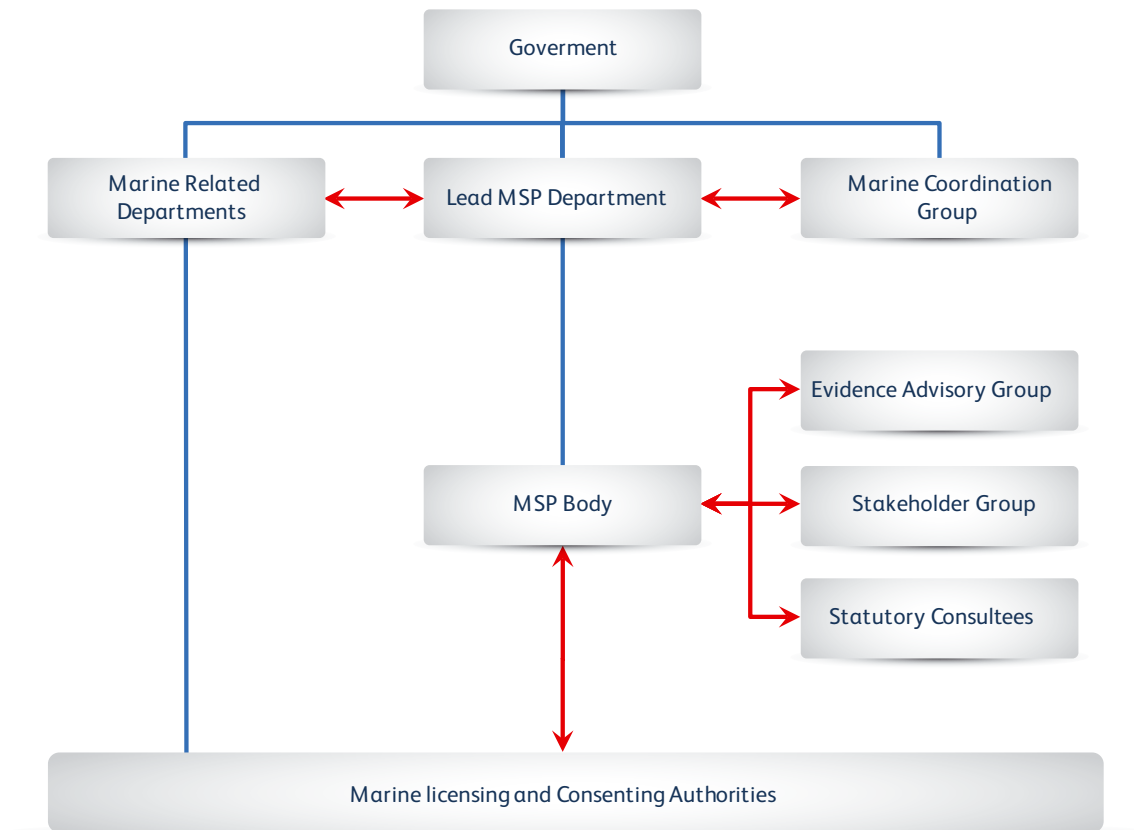 Goverment
Marine Related
Departments
Lead MSP Department
Marine Coordination
Group
Evidence Advisory Group
MSP Body
Stakeholder Group
Statutory Consultees
Marine licensing and Consenting Authorities